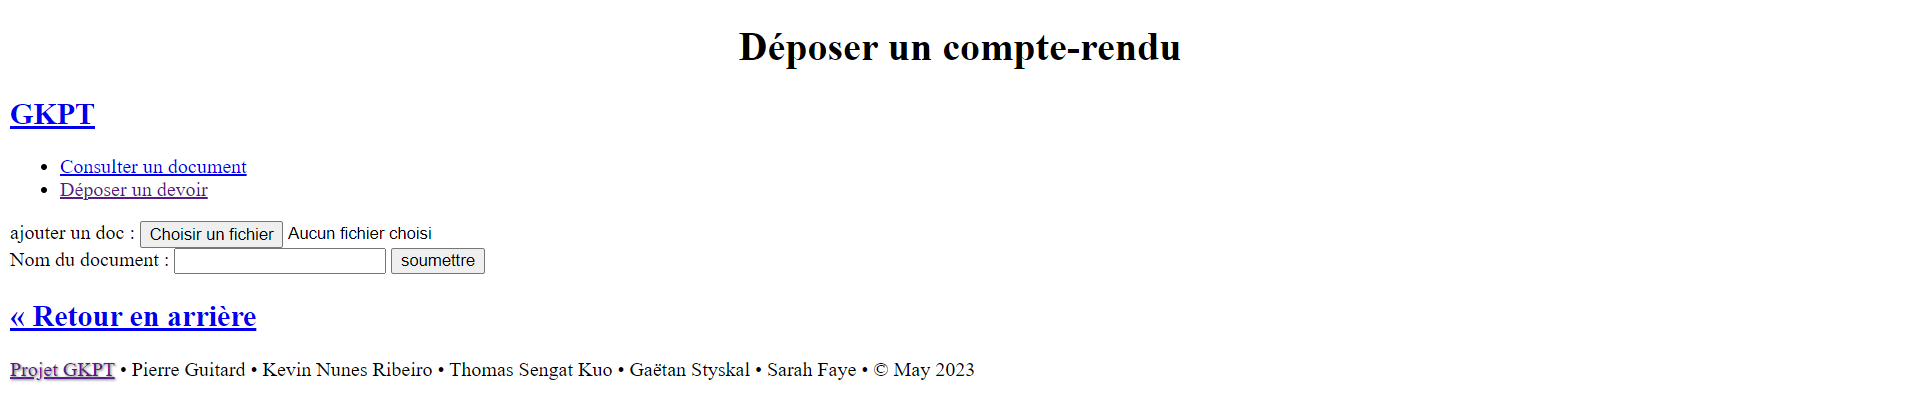 Déposer un compte-rendu
GKPT
• Consulter un document
• Déposer un devoir
ajouter un doc : Choisir un fichier Aucun fichier choisi
Nom du document : soumettre
« Retour en arrière
Projet GKPT • Pierre Guitard • Kevin Nunes Ribeiro • Thomas Sengat Kuo • Gaëtan Styskal • Sarah Faye • © May 2023